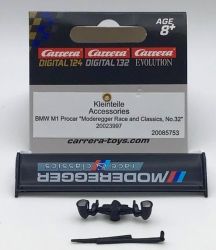 AGE 8+
Carrera Carrera Carrera
DIGITAL 124 DIGITAL 132 EVOLUTION
Kleinteile
Accessories
BMW M1 Procar "Moderegger Race and Classics, No.32"
20023997
20085753
carrera-toys.com
MODEREGGER
race classics